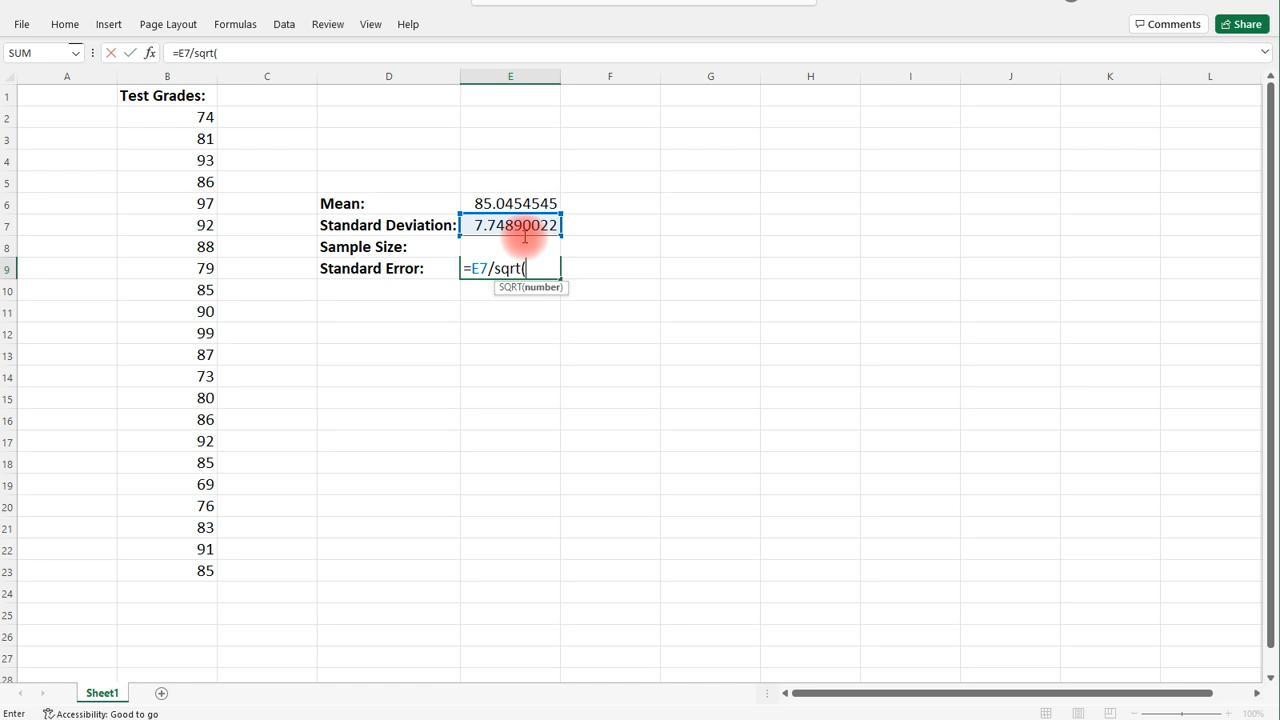 File Home Insert Page Layout Formulas Data Review View Help Comments Share
SUM fx =E7/sqrt(
A B C D E F G H I J K L
1 Test Grades:
2 74
3 81
4 93
5 86
6 97 Mean: 85.0454545
7 92 Standard Deviation: 7.74890022
8 88 Sample Size:
9 79 Standard Error: =E7/sqrt(
SQRT(number)
10 85
11 90
12 99
13 87
14 73
15 80
16 86
17 92
18 85
19 69
20 76
21 83
22 91
23 85
24
25
26
27
28
Sheet1
Enter Accessibility: Good to go 100%